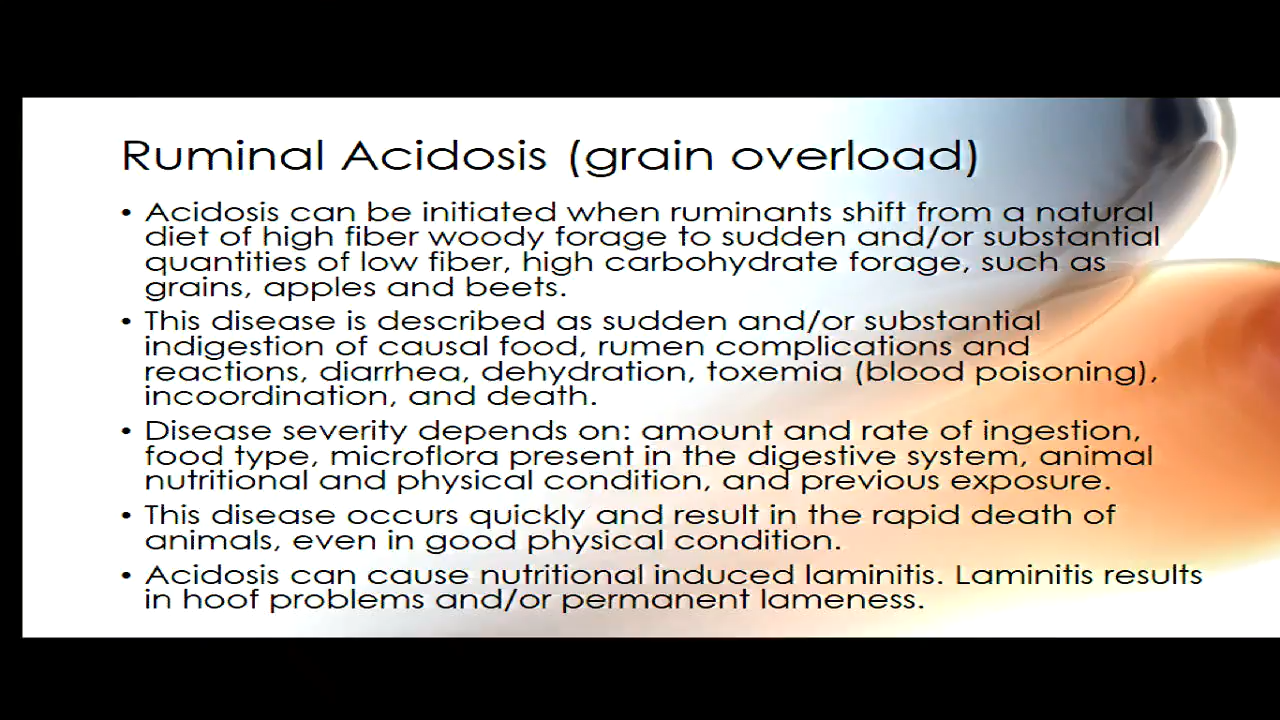 Ruminal Acidosis (grain overload)
• Acidosis can be initiated when ruminants shift from a natural
diet of high fiber woody forage to sudden and/or substantial
quantities of low fiber, high carbohydrate forage, such as
grains, apples and beets.
• This disease is described as sudden and/or substantial
indigestion of causal food, rumen complications and
reactions, diarrhea, dehydration, toxemia (blood poisoning),
incoordination, and death.
• Disease severity depends on: amount and rate of ingestion,
food type, microflora present in the digestive system, animal
nutritional and physical condition, and previous exposure.
• This disease occurs quickly and result in the rapid death of
animals, even in good physical condition.
• Acidosis can cause nutritional induced laminitis. Laminitis results
in hoof problems and/or permanent lameness.